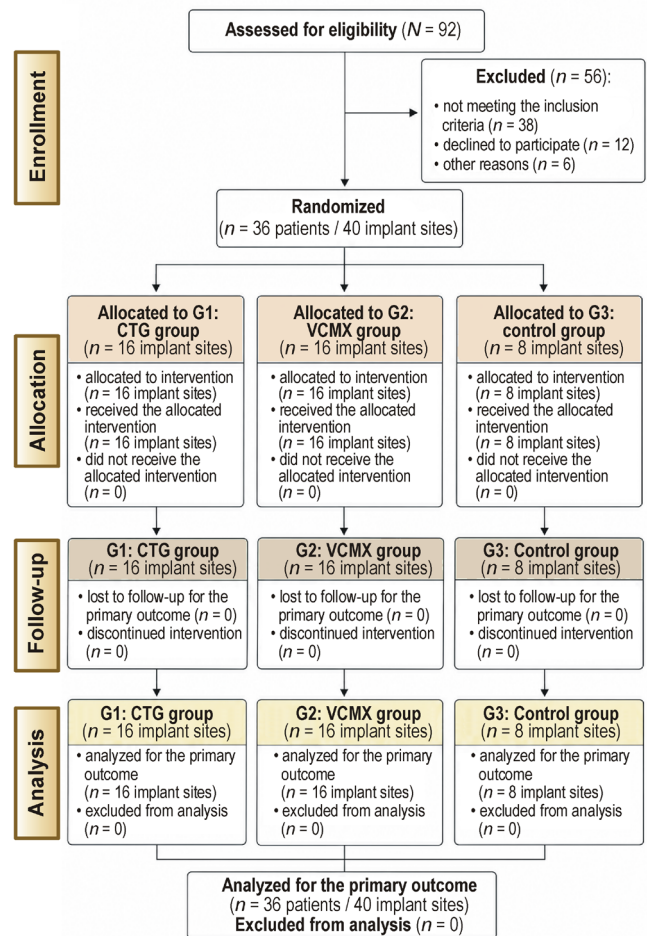 Assessed for eligibility (N = 92)
Enrollment
Excluded (n = 56):
• not meeting the inclusion
criteria (n = 38)
• declined to participate (n = 12)
• other reasons (n = 6)
Randomized
(n = 36 patients / 40 implant sites)
Allocation
Allocated to G1:
CTG group
(n = 16 implant sites)
• allocated to intervention
(n = 16 implant sites)
• received the allocated
intervention
(n = 16 implant sites)
• did not receive the
allocated intervention
(n = 0)
Allocated to G2:
VCMX group
(n = 16 implant sites)
• allocated to intervention
(n = 16 implant sites)
• received the allocated
intervention
(n = 16 implant sites)
• did not receive the
allocated intervention
(n = 0)
Allocated to G3:
control group
(n = 8 implant sites)
• allocated to intervention
(n = 8 implant sites)
• received the allocated
intervention
(n = 8 implant sites)
• did not receive the
allocated intervention
(n = 0)
Follow-up
G1: CTG group
(n = 16 implant sites)
• lost to follow-up for the
primary outcome (n = 0)
• discontinued intervention
(n = 0)
G2: VCMX group
(n = 16 implant sites)
• lost to follow-up for the
primary outcome (n = 0)
• discontinued intervention
(n = 0)
G3: Control group
(n = 8 implant sites)
• lost to follow-up for the
primary outcome (n = 0)
• discontinued intervention
(n = 0)
Analysis
G1: CTG group
(n = 16 implant sites)
• analyzed for the primary
outcome
(n = 16 implant sites)
• excluded from analysis
(n = 0)
G2: VCMX group
(n = 16 implant sites)
• analyzed for the primary
outcome
(n = 16 implant sites)
• excluded from analysis
(n = 0)
G3: Control group
(n = 8 implant sites)
• analyzed for the primary
outcome
(n = 8 implant sites)
• excluded from analysis
(n = 0)
Analyzed for the primary outcome
(n = 36 patients / 40 implant sites)
Excluded from analysis (n = 0)